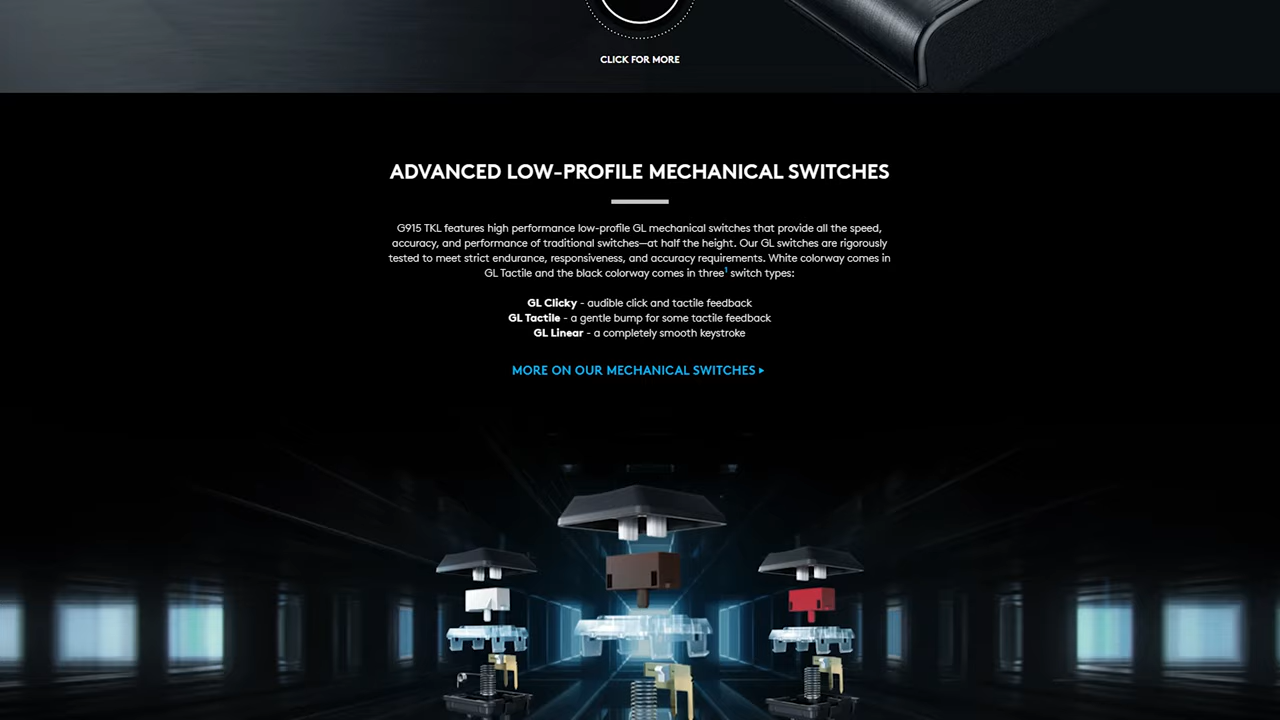 CLICK FOR MORE
ADVANCED LOW-PROFILE MECHANICAL SWITCHES
G915 TKL features high performance low-profile GL mechanical switches that provide all the speed,
accuracy, and performance of traditional switches—at half the height. Our GL switches are rigorously
tested to meet strict endurance, responsiveness, and accuracy requirements. White colorway comes in
GL Tactile and the black colorway comes in three¹ switch types:
GL Clicky - audible click and tactile feedback
GL Tactile - a gentle bump for some tactile feedback
GL Linear - a completely smooth keystroke
MORE ON OUR MECHANICAL SWITCHES ▸